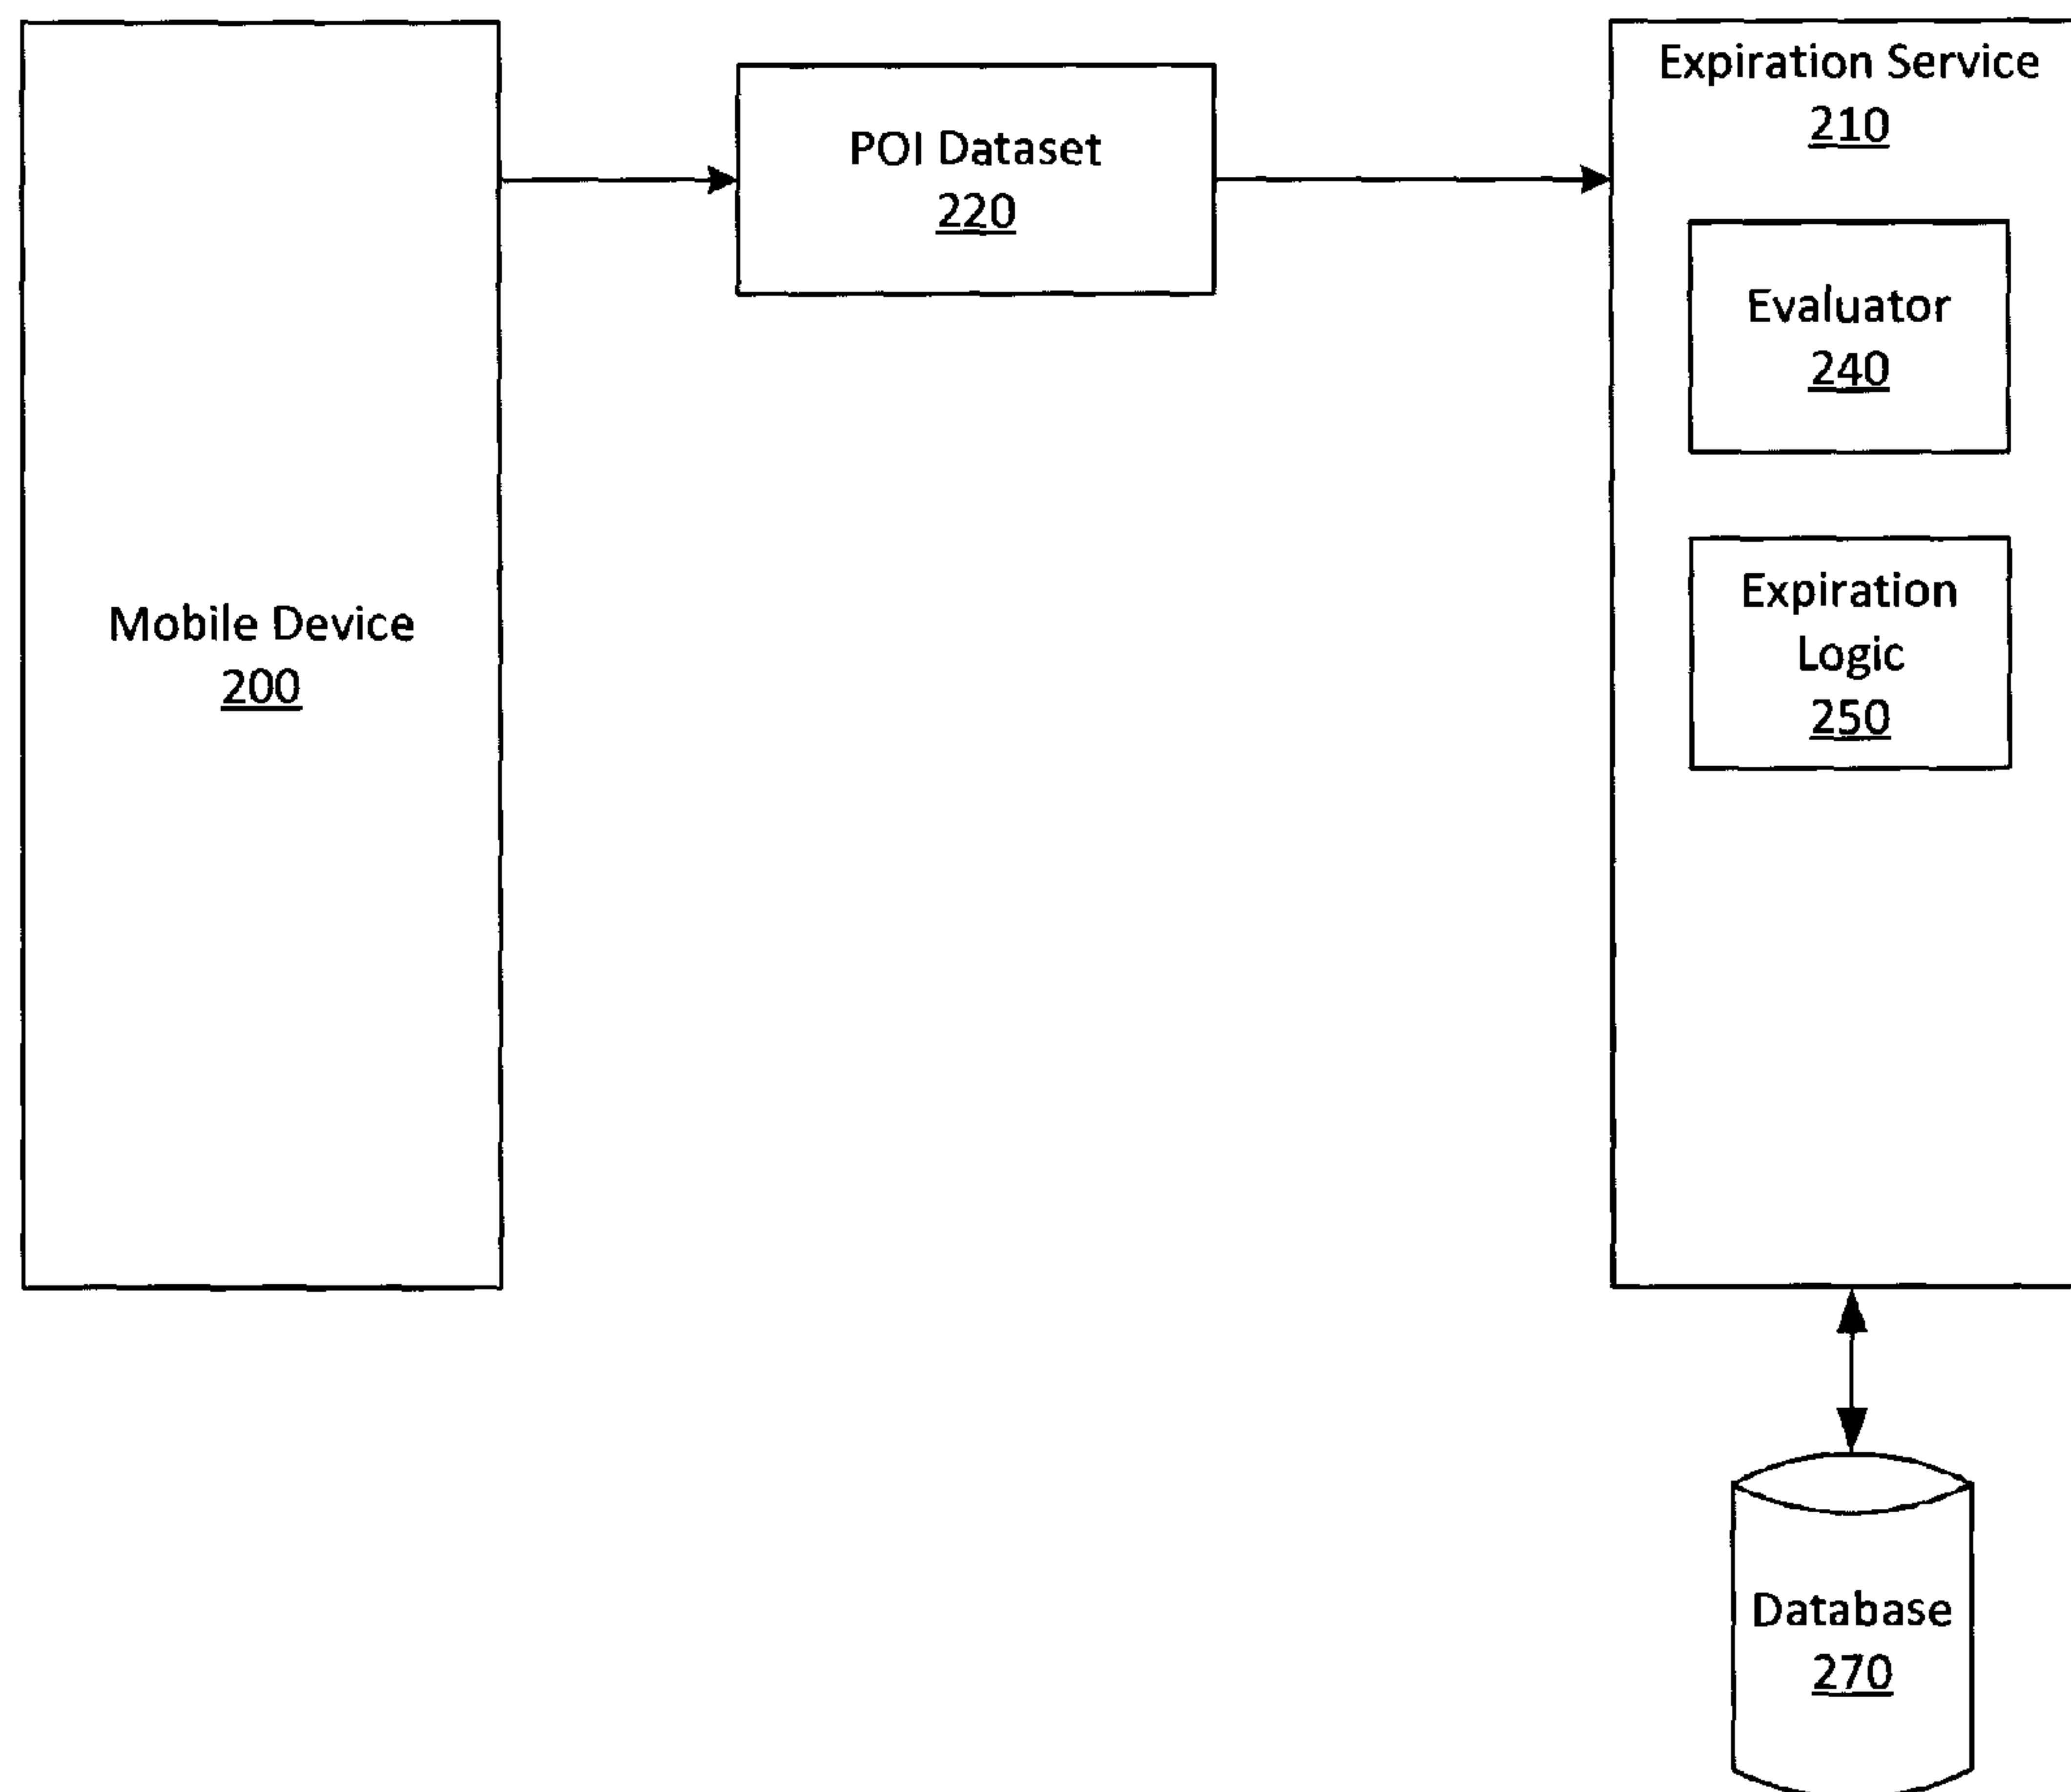 Mobile Device
200
POI Dataset
220
Expiration Service
210
Evaluator
240
Expiration
Logic
250
Database
270